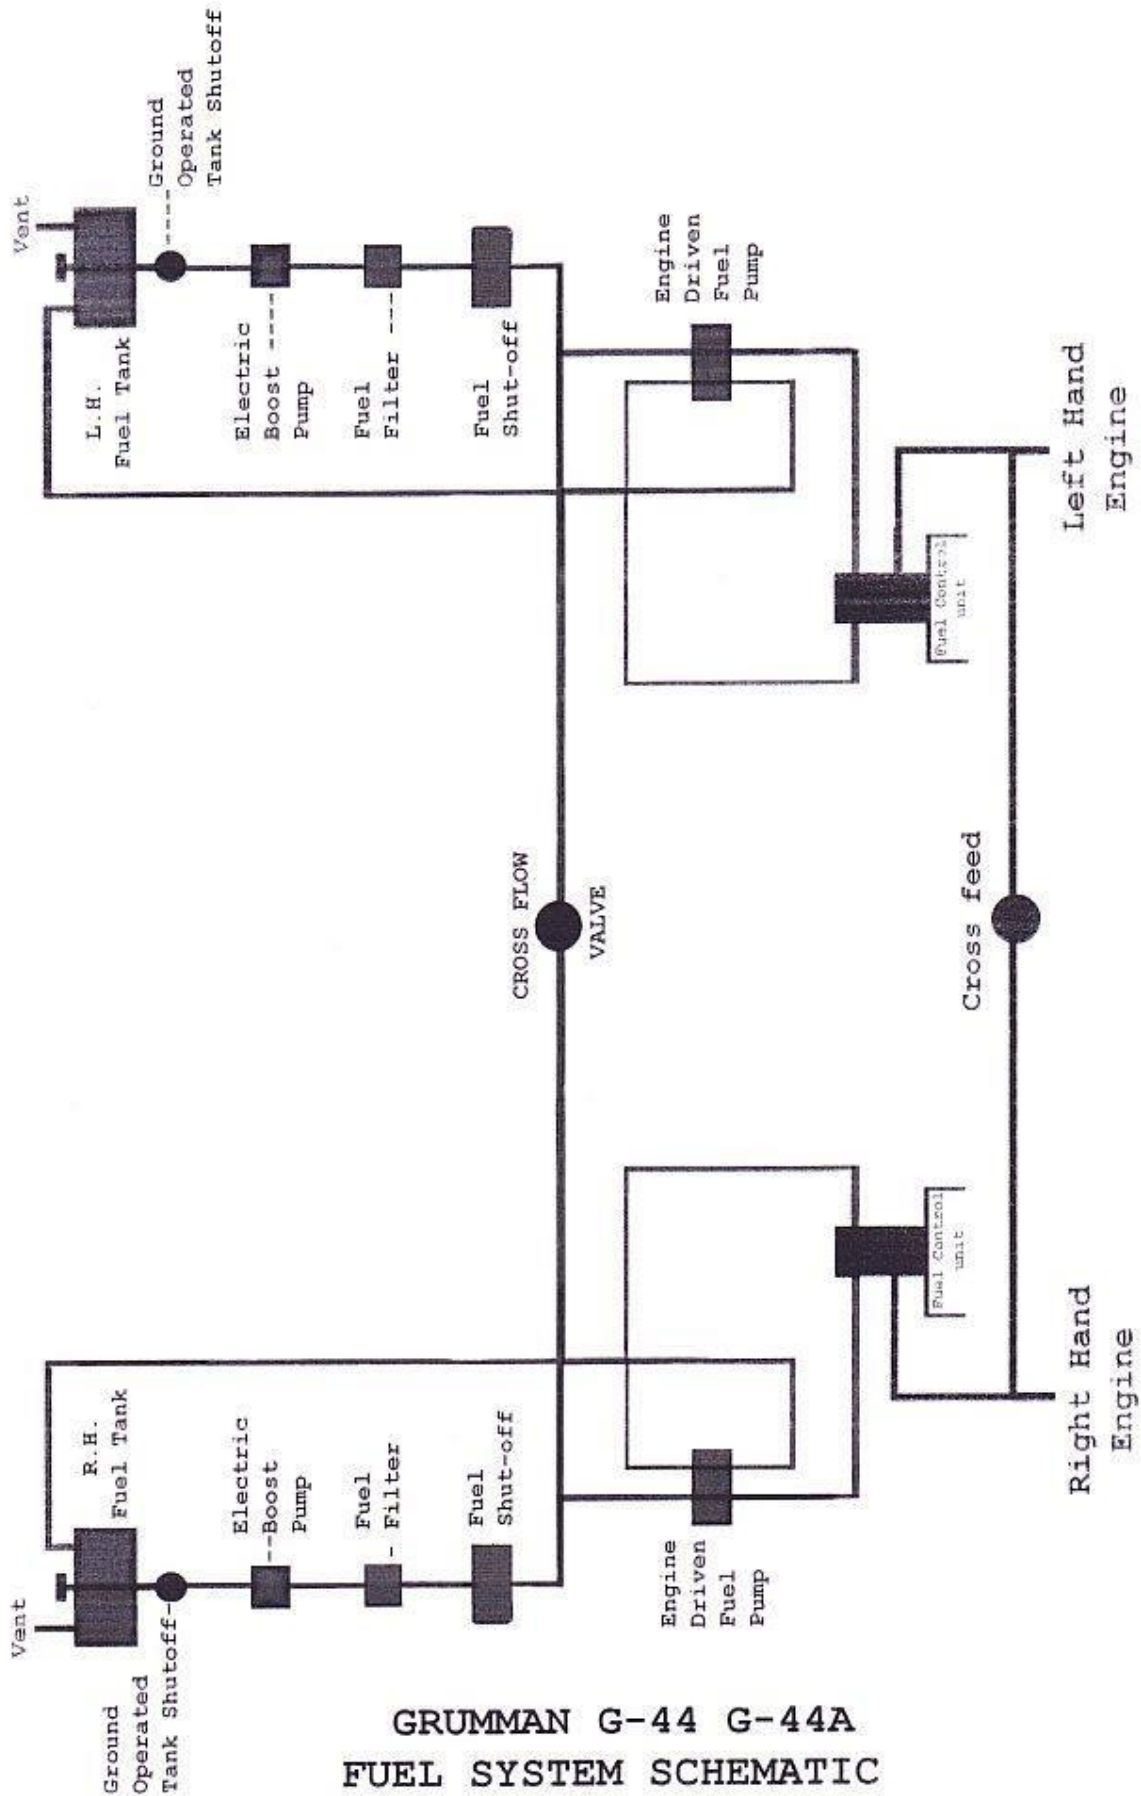 Vent
L.H.
Fuel Tank
Ground
Operated
Tank Shutoff
Electric
Boost ----
Pump
Fuel
Filter ---
Fuel
Shut-off
Engine
Driven
Fuel
Pump
Fuel Control
unit
Left Hand
Engine
CROSS FLOW
VALVE
Cross feed
Vent
R.H.
Fuel Tank
Ground
Operated
Tank Shutoff-
Electric
--Boost
Pump
Fuel
- Filter
Fuel
Shut-off
Engine
Driven
Fuel
Pump
Fuel Control
unit
Right Hand
Engine
GRUMMAN G-44 G-44A
FUEL SYSTEM SCHEMATIC